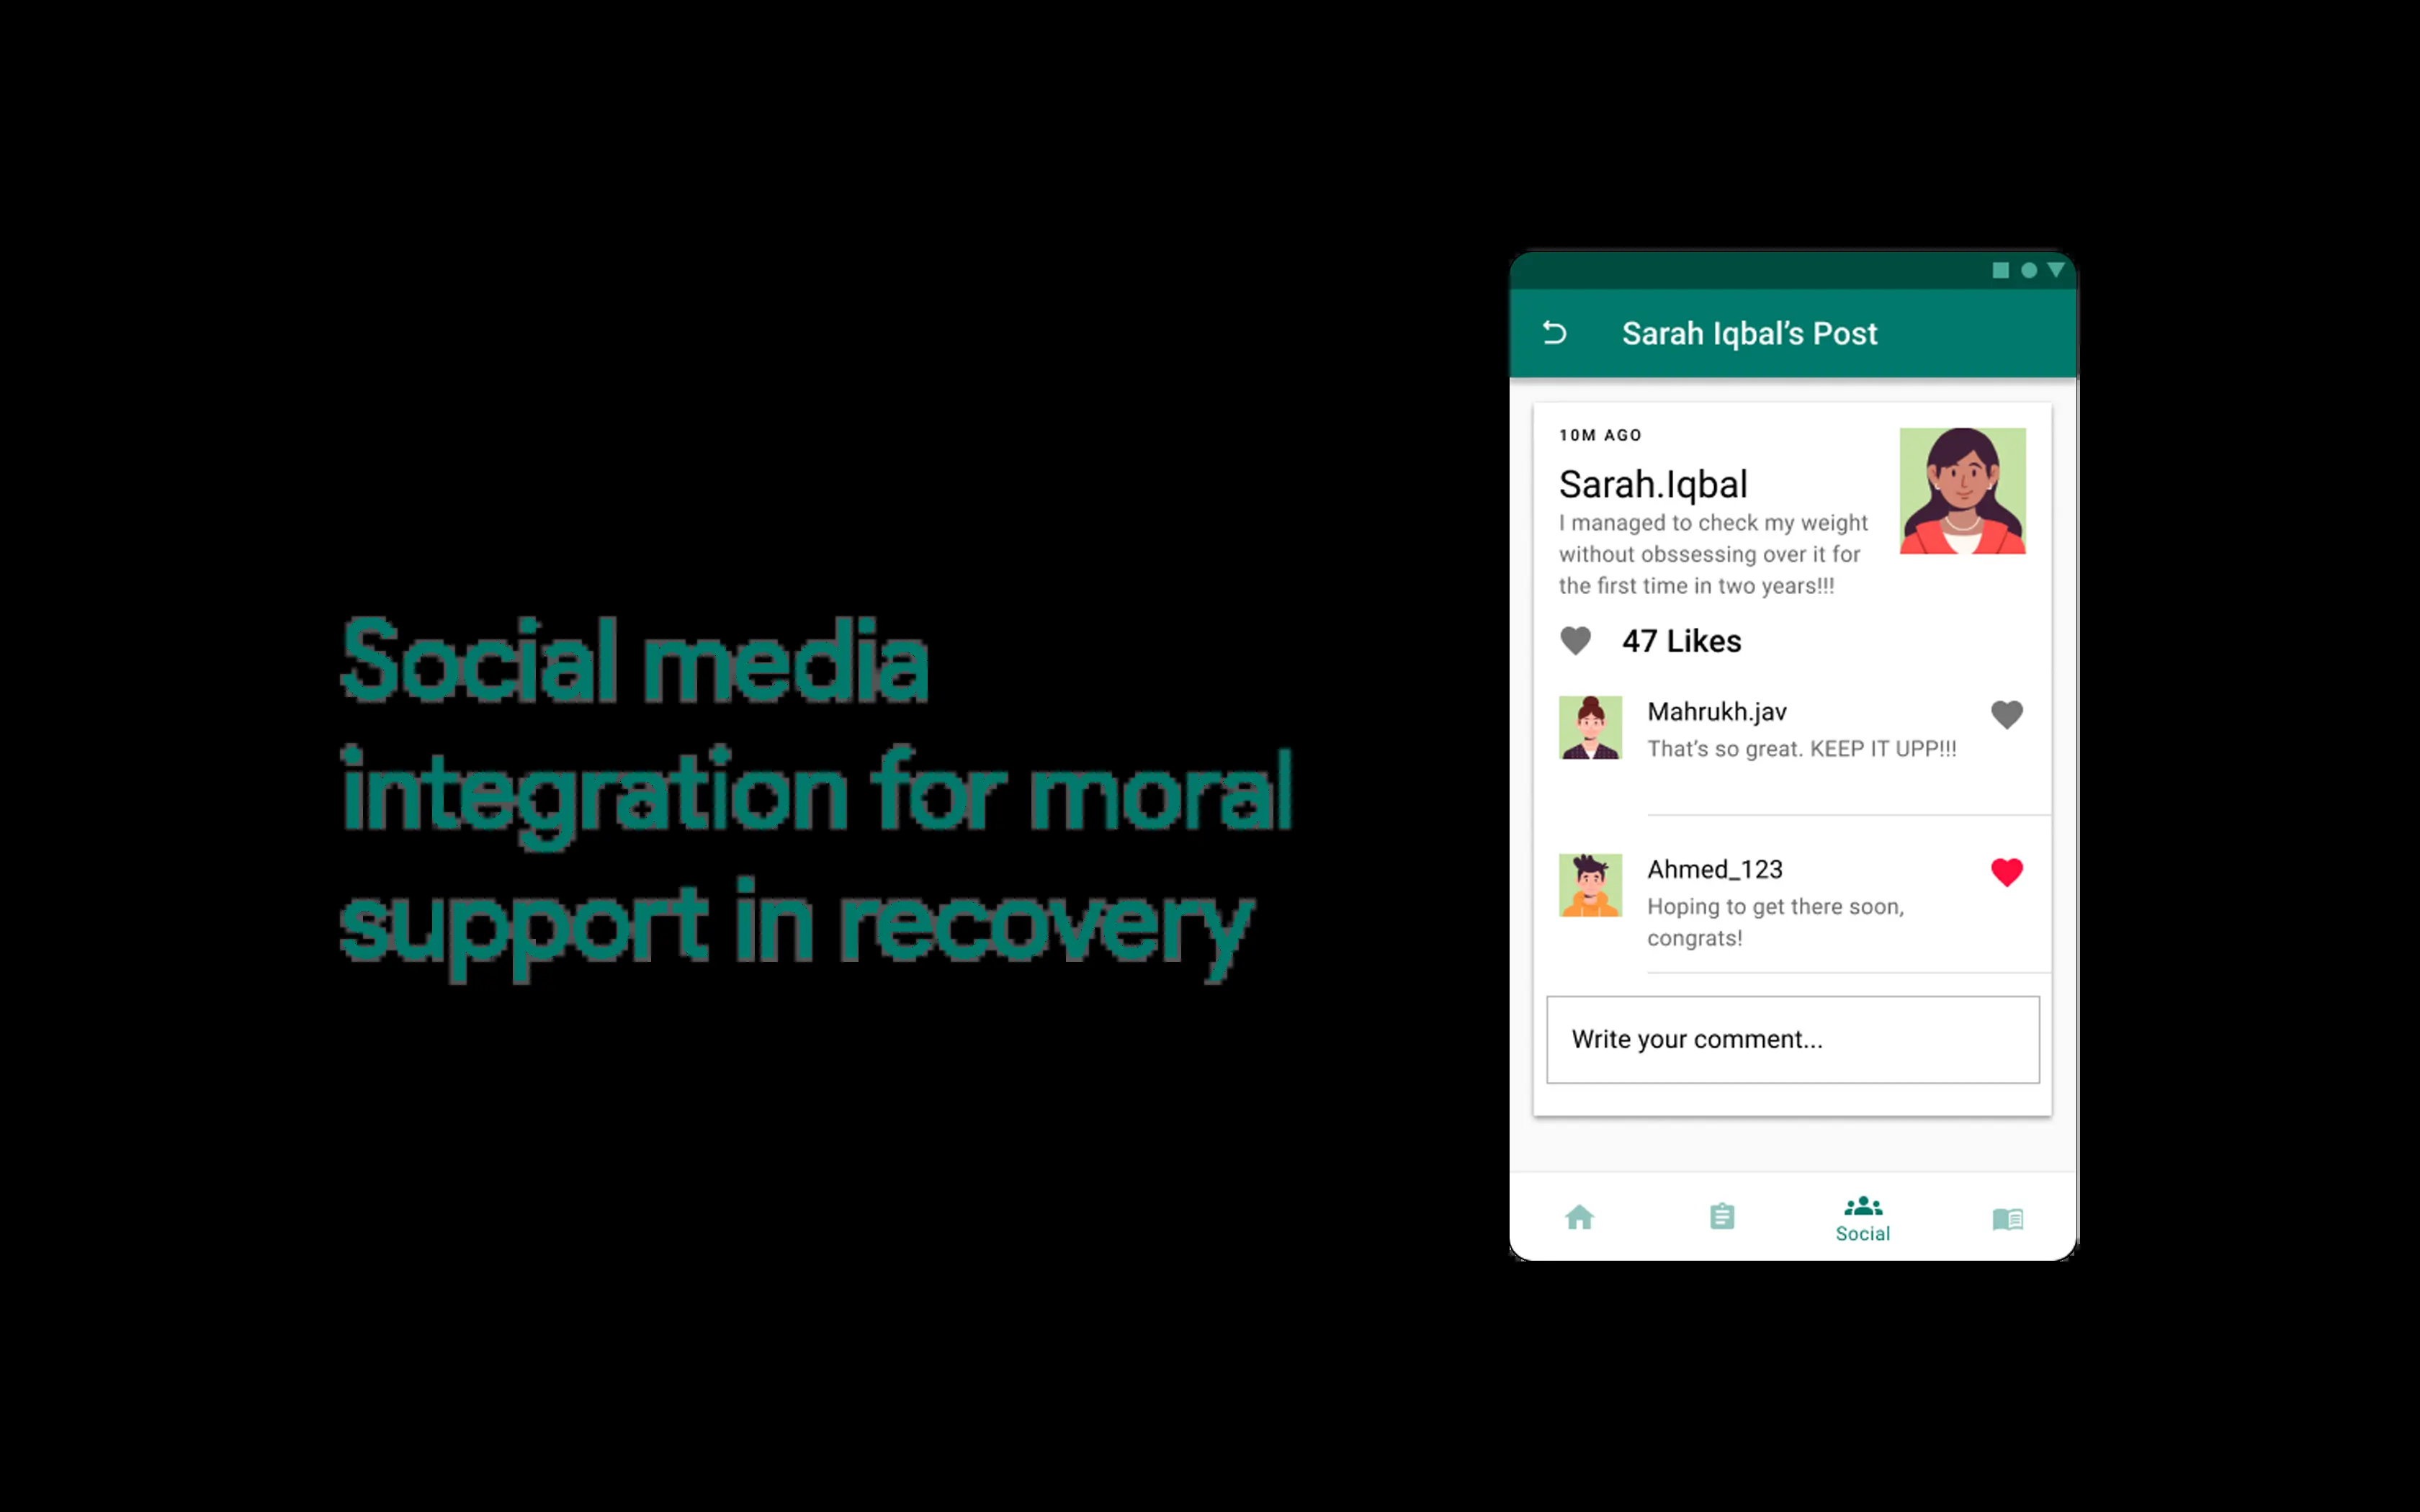 Social media
integration for moral
support in recovery
Sarah Iqbal’s Post
10M AGO
Sarah.Iqbal
I managed to check my weight
without obssessing over it for
the first time in two years!!!
47 Likes
Mahrukh.jav
That’s so great. KEEP IT UPP!!!
Ahmed_123
Hoping to get there soon,
congrats!
Write your comment...
Social